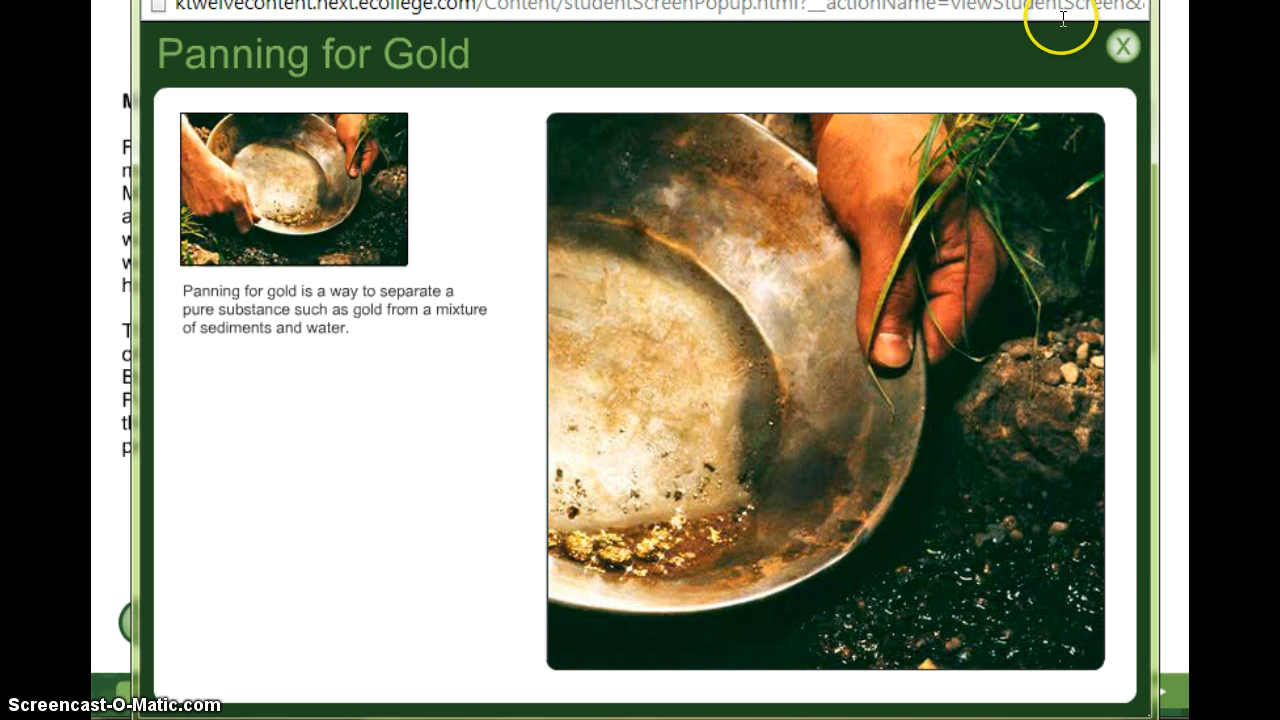 ktwelvecontent.next.ecollege.com/Content/studentScreenPopup.html?__actionName=viewStudentScreen&
Panning for Gold
X
Panning for gold is a way to separate a
pure substance such as gold from a mixture
of sediments and water.
Screencast-O-Matic.com